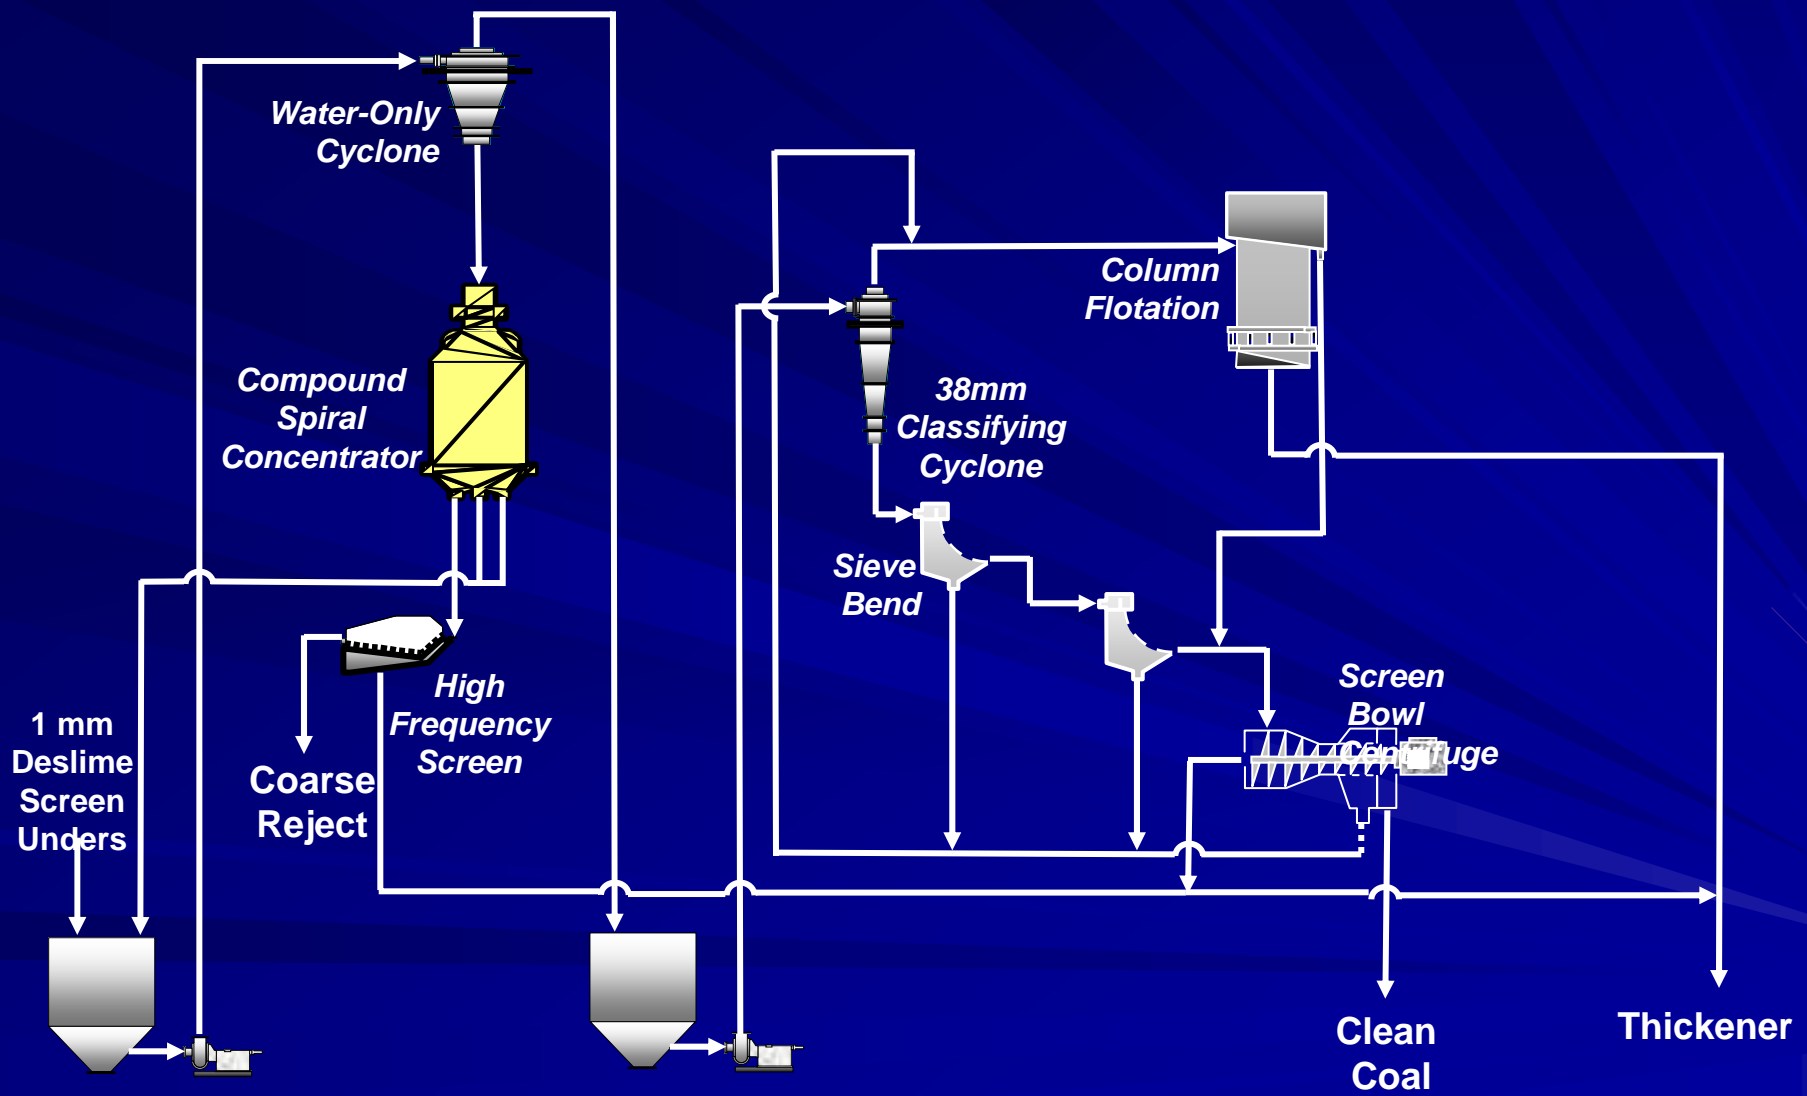 Water-Only
Cyclone
Column
Flotation
Compound
Spiral
Concentrator
38mm
Classifying
Cyclone
Sieve
Bend
High
Frequency
Screen
Screen
Bowl
Centrifuge
1 mm
Deslime
Screen
Unders
Coarse
Reject
Clean
Coal
Thickener